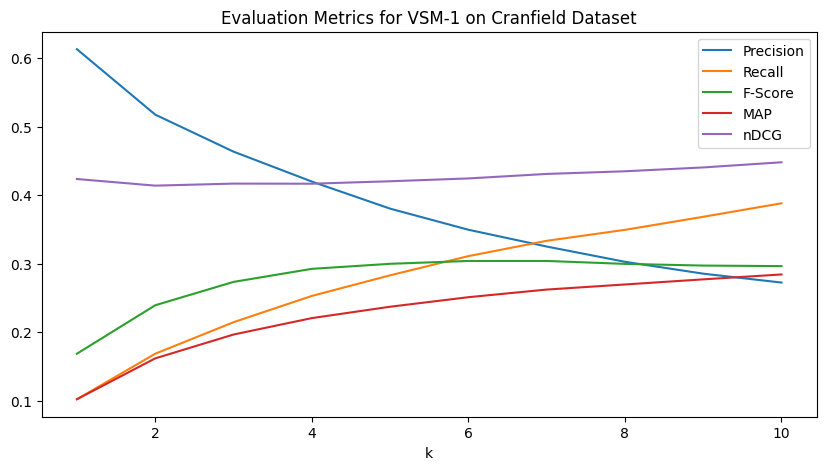 Evaluation Metrics for VSM-1 on Cranfield Dataset
0.6
0.5
0.4
0.3
0.2
0.1
Precision
Recall
F-Score
MAP
nDCG
2 4 6 8 10
k